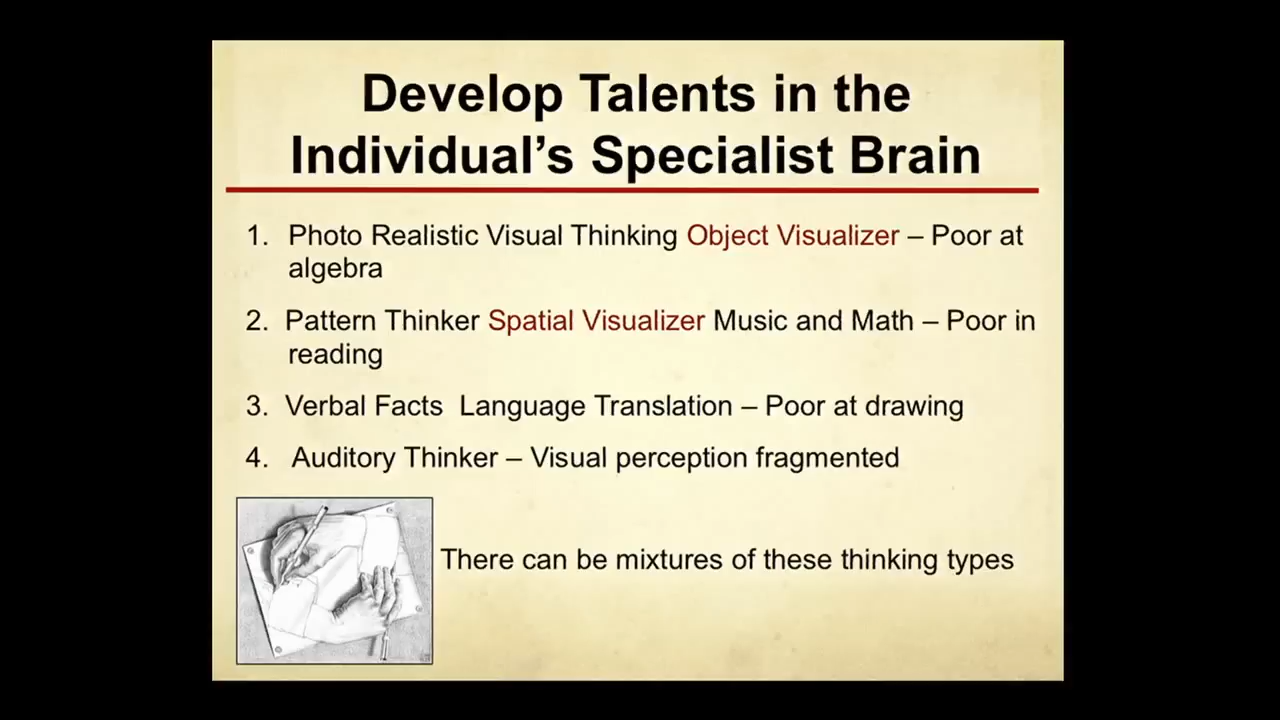 Develop Talents in the
Individual’s Specialist Brain
1. Photo Realistic Visual Thinking Object Visualizer – Poor at
algebra
2. Pattern Thinker Spatial Visualizer Music and Math – Poor in
reading
3. Verbal Facts  Language Translation – Poor at drawing
4. Auditory Thinker – Visual perception fragmented
There can be mixtures of these thinking types